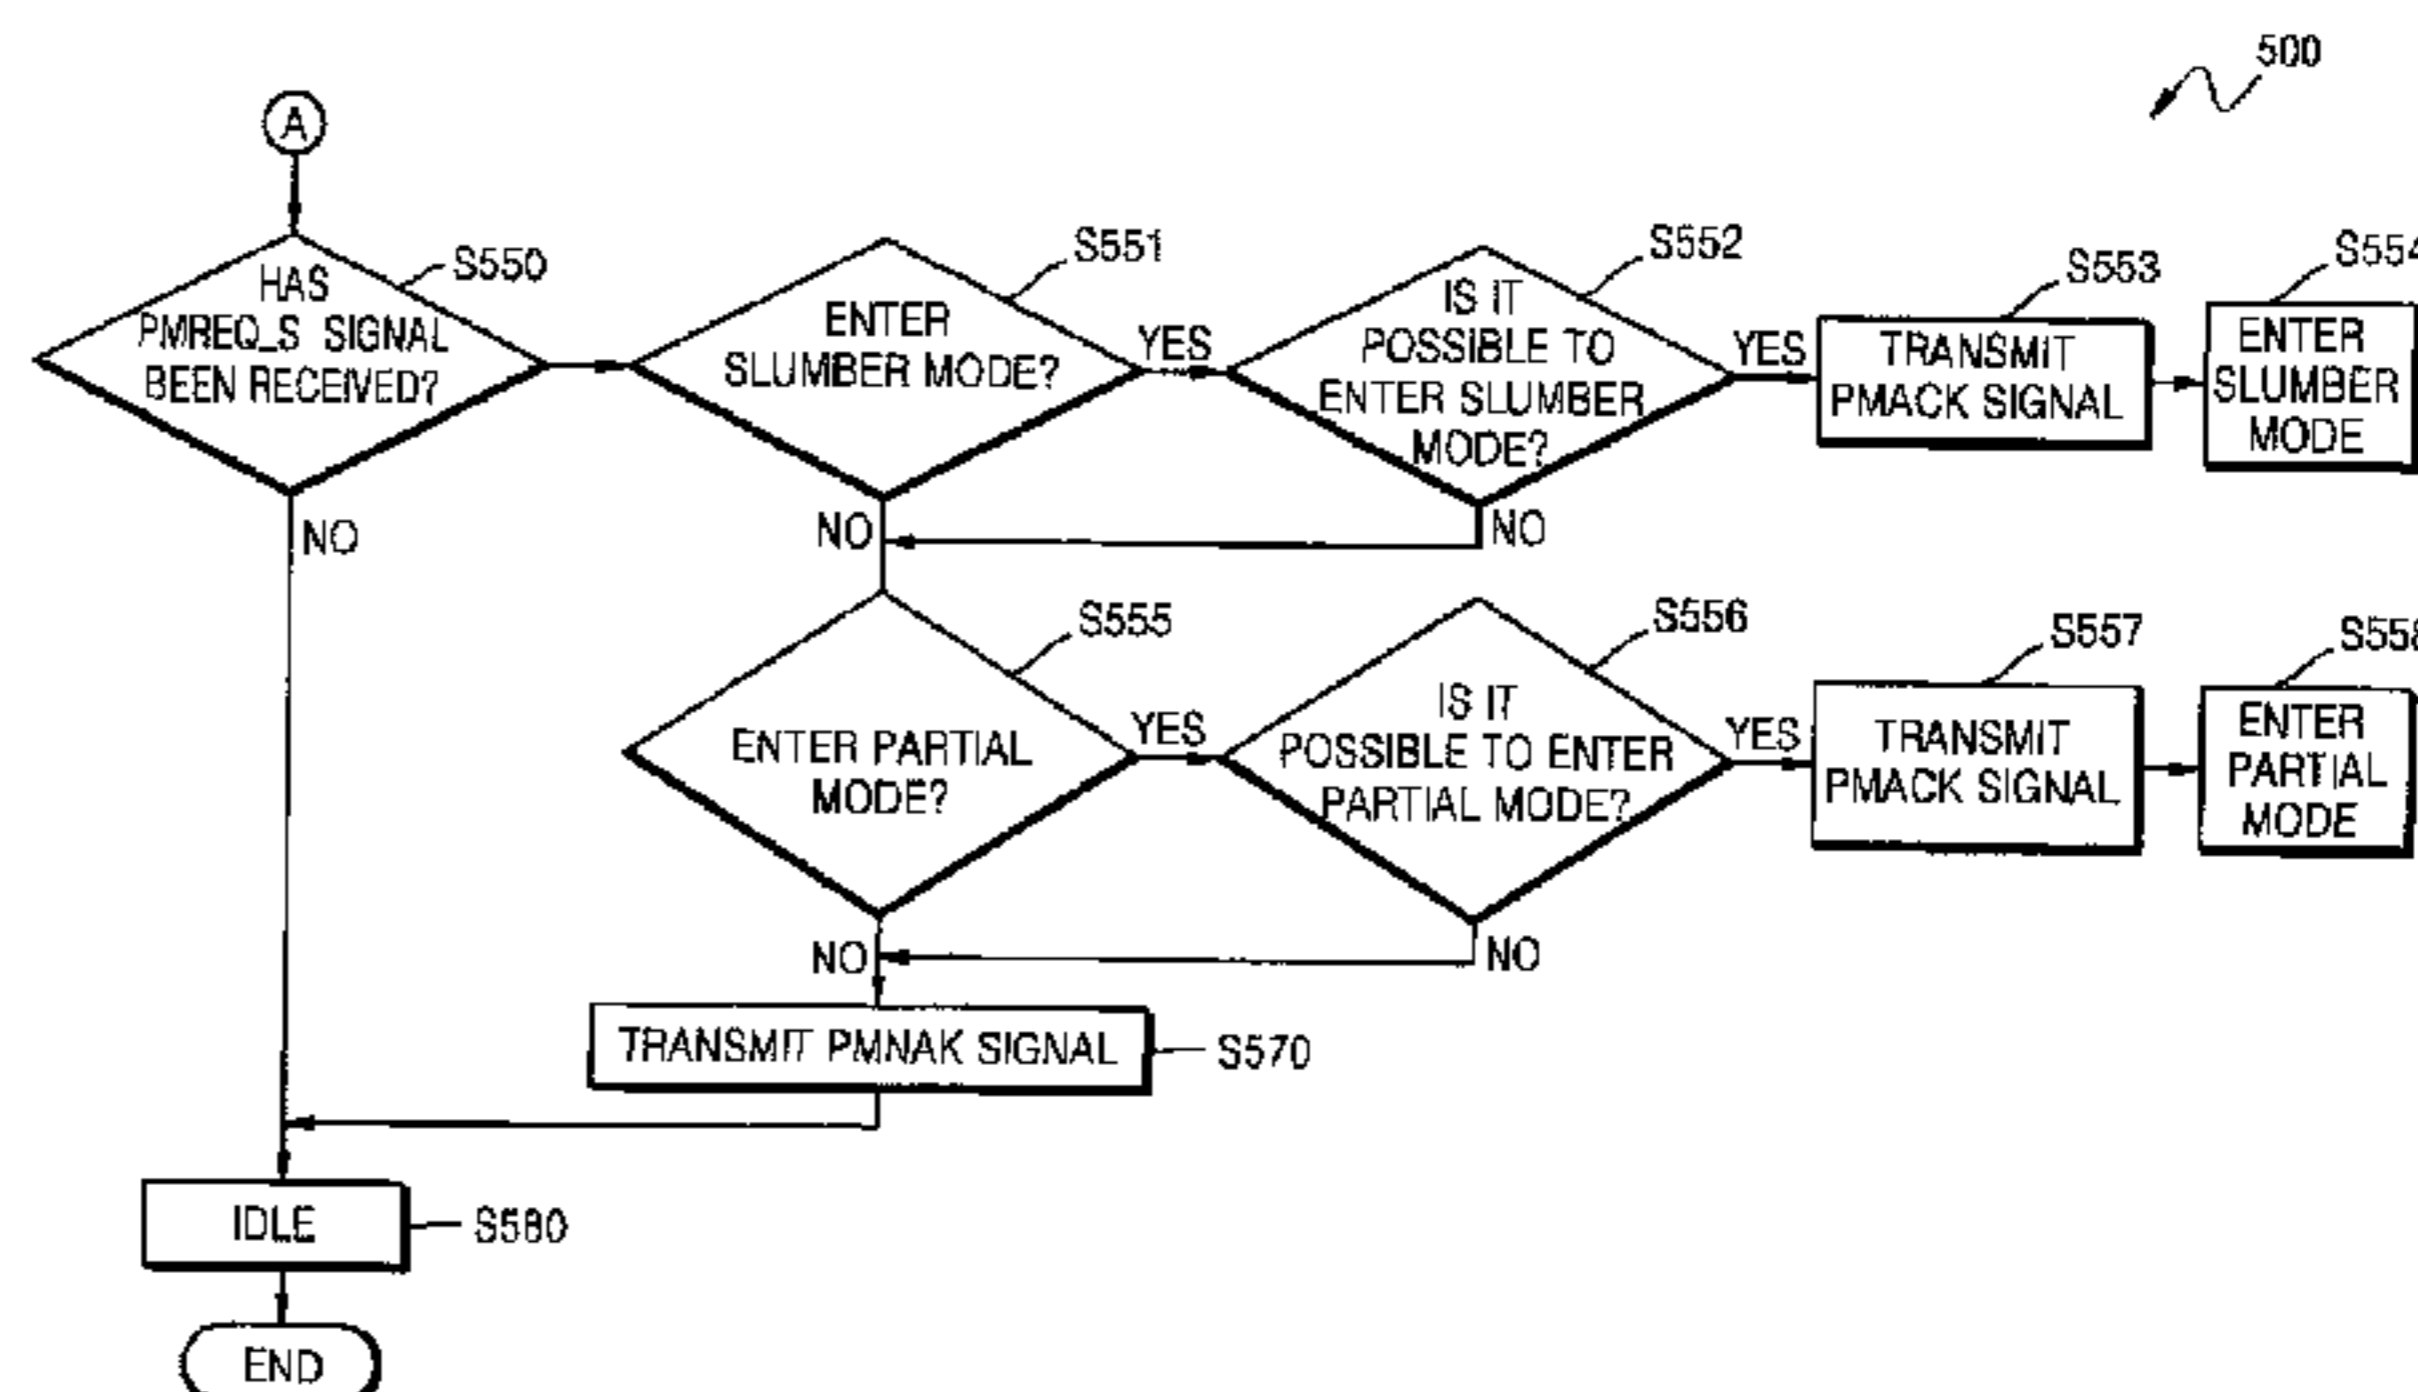 500
A
HAS
PMREQ_S SIGNAL
BEEN RECEIVED?
S550
NO
ENTER
SLUMBER MODE?
S551
YES
NO
IS IT
POSSIBLE TO
ENTER SLUMBER
MODE?
S552
YES
NO
TRANSMIT
PMACK SIGNAL
S553
ENTER
SLUMBER
MODE
S554
ENTER PARTIAL
MODE?
S555
YES
NO
IS IT
POSSIBLE TO ENTER
PARTIAL MODE?
S556
YES
NO
TRANSMIT
PMACK SIGNAL
S557
ENTER
PARTIAL
MODE
S558
TRANSMIT PMNAK SIGNAL
S570
IDLE
S580
END